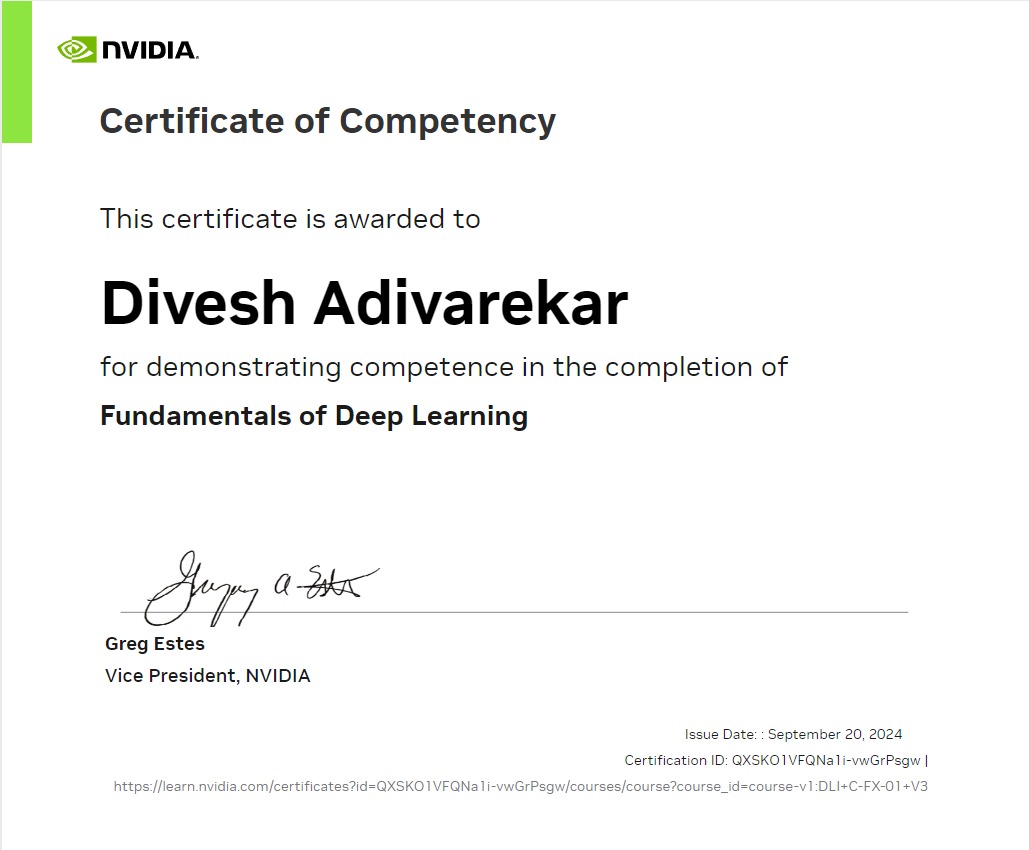 NVIDIA.
Certificate of Competency
This certificate is awarded to
Divesh Adivarekar
for demonstrating competence in the completion of
Fundamentals of Deep Learning
Greg Estes
Vice President, NVIDIA
Issue Date: : September 20, 2024
Certification ID: QXSKO1VFQNa1i-vwGrPsgw |
https://learn.nvidia.com/certificates?id=QXSKO1VFQNa1i-vwGrPsgw/courses/course?course_id=course-v1:DLI+C-FX-01+V3